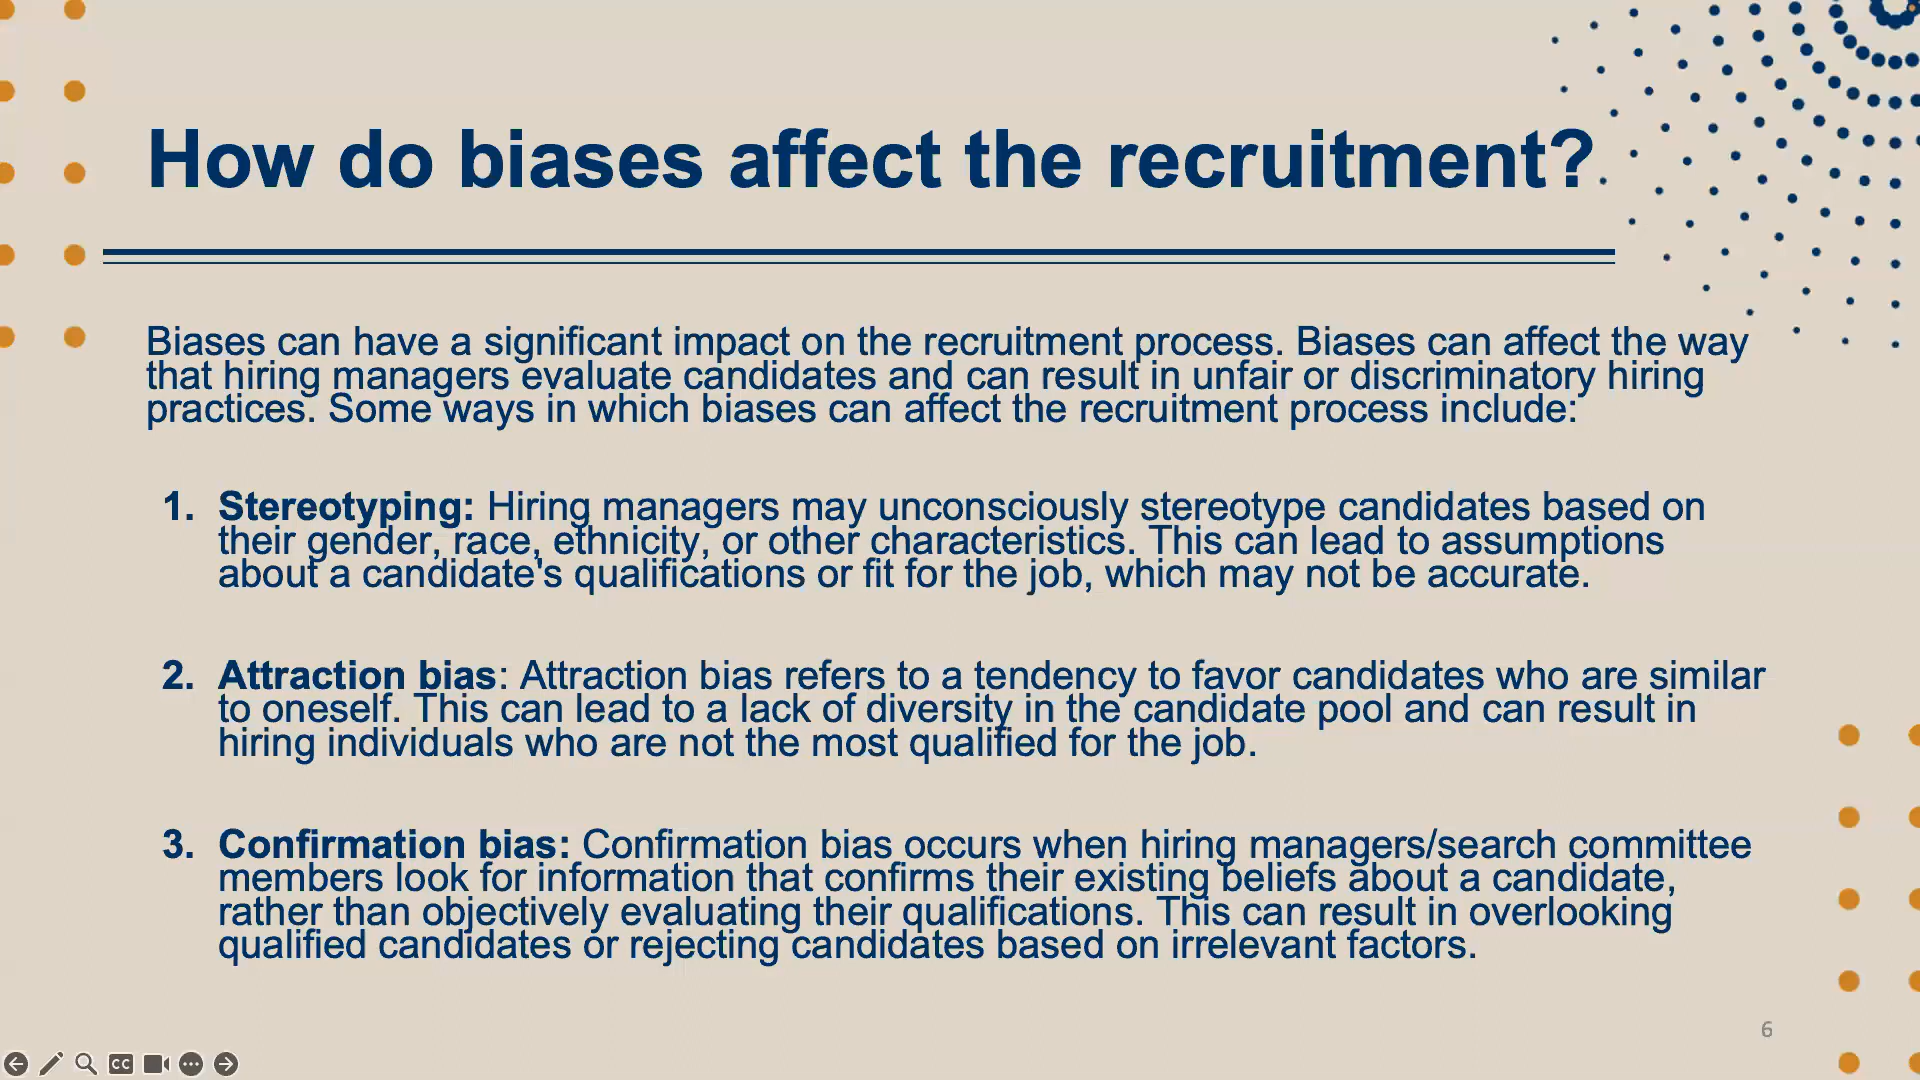 How do biases affect the recruitment?
Biases can have a significant impact on the recruitment process. Biases can affect the way
that hiring managers evaluate candidates and can result in unfair or discriminatory hiring
practices. Some ways in which biases can affect the recruitment process include:
1. Stereotyping: Hiring managers may unconsciously stereotype candidates based on
their gender, race, ethnicity, or other characteristics. This can lead to assumptions
about a candidate's qualifications or fit for the job, which may not be accurate.
2. Attraction bias: Attraction bias refers to a tendency to favor candidates who are similar
to oneself. This can lead to a lack of diversity in the candidate pool and can result in
hiring individuals who are not the most qualified for the job.
3. Confirmation bias: Confirmation bias occurs when hiring managers/search committee
members look for information that confirms their existing beliefs about a candidate,
rather than objectively evaluating their qualifications. This can result in overlooking
qualified candidates or rejecting candidates based on irrelevant factors.
6
CC